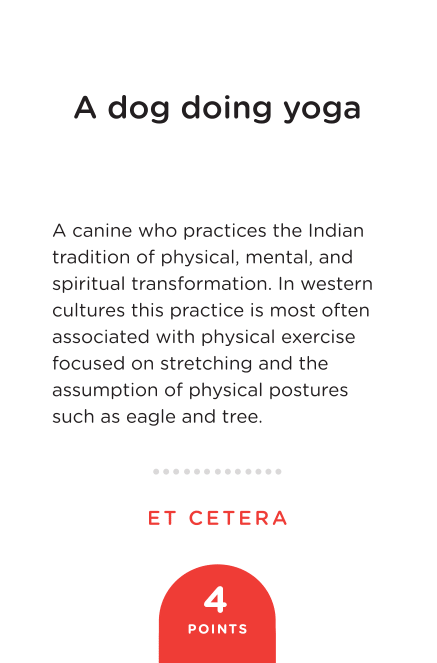 A dog doing yoga
A canine who practices the Indian
tradition of physical, mental, and
spiritual transformation. In western
cultures this practice is most often
associated with physical exercise
focused on stretching and the
assumption of physical postures
such as eagle and tree.
ET CETERA
4
POINTS